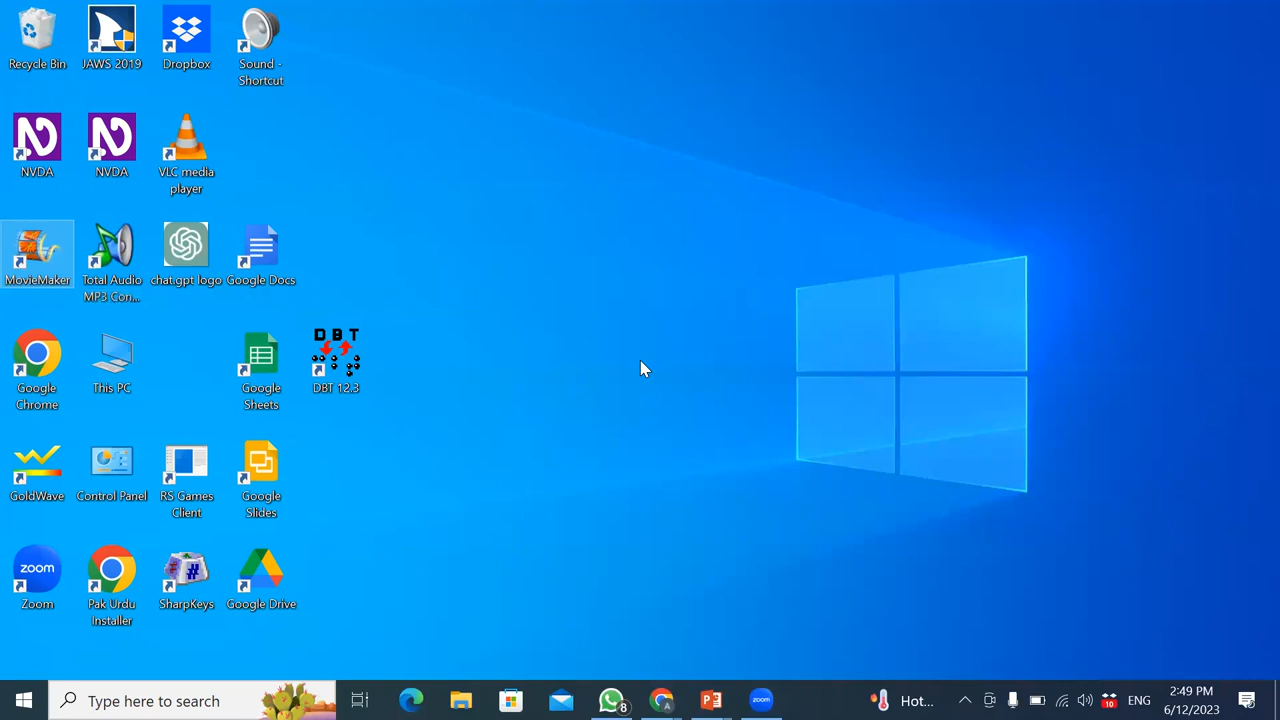 Recycle Bin
JAWS 2019
Dropbox
Sound -
Shortcut
NVDA
NVDA
VLC media
player
MovieMaker
Total Audio
MP3 Con...
chat.gpt logo
Google Docs
Google
Chrome
This PC
Google
Sheets
D B T
DBT 12.3
GoldWave
Control Panel
RS Games
Client
Google
Slides
zoom
Zoom
Pak Urdu
Installer
#
SharpKeys
Google Drive
Type here to search
8
A
zoom
Hot...
10
ENG
2:49 PM
6/12/2023